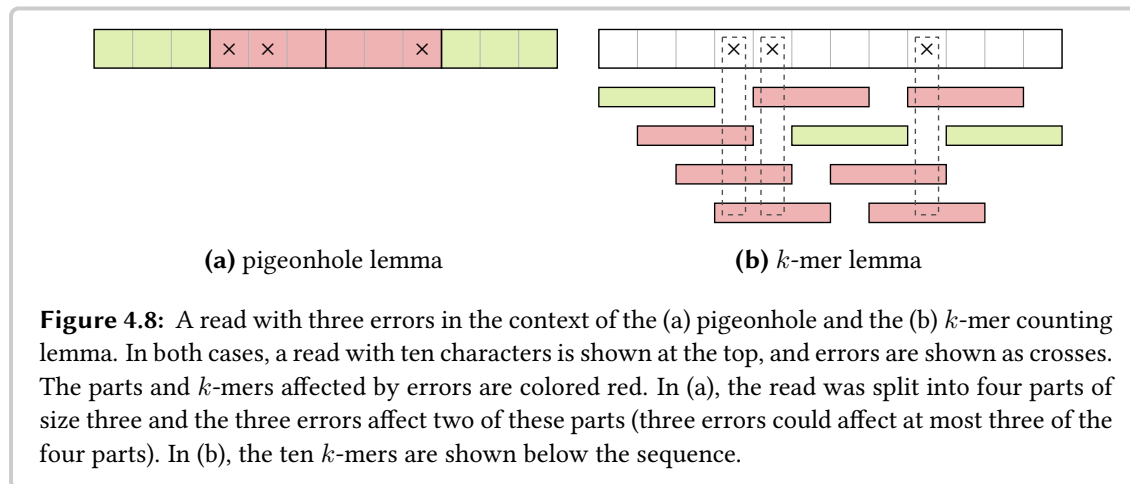 × × ×
× × ×
(a) pigeonhole lemma
(b) k-mer lemma
Figure 4.8: A read with three errors in the context of the (a) pigeonhole and the (b) k-mer counting
lemma. In both cases, a read with ten characters is shown at the top, and errors are shown as crosses.
The parts and k-mers affected by errors are colored red. In (a), the read was split into four parts of
size three and the three errors affect two of these parts (three errors could affect at most three of the
four parts). In (b), the ten k-mers are shown below the sequence.